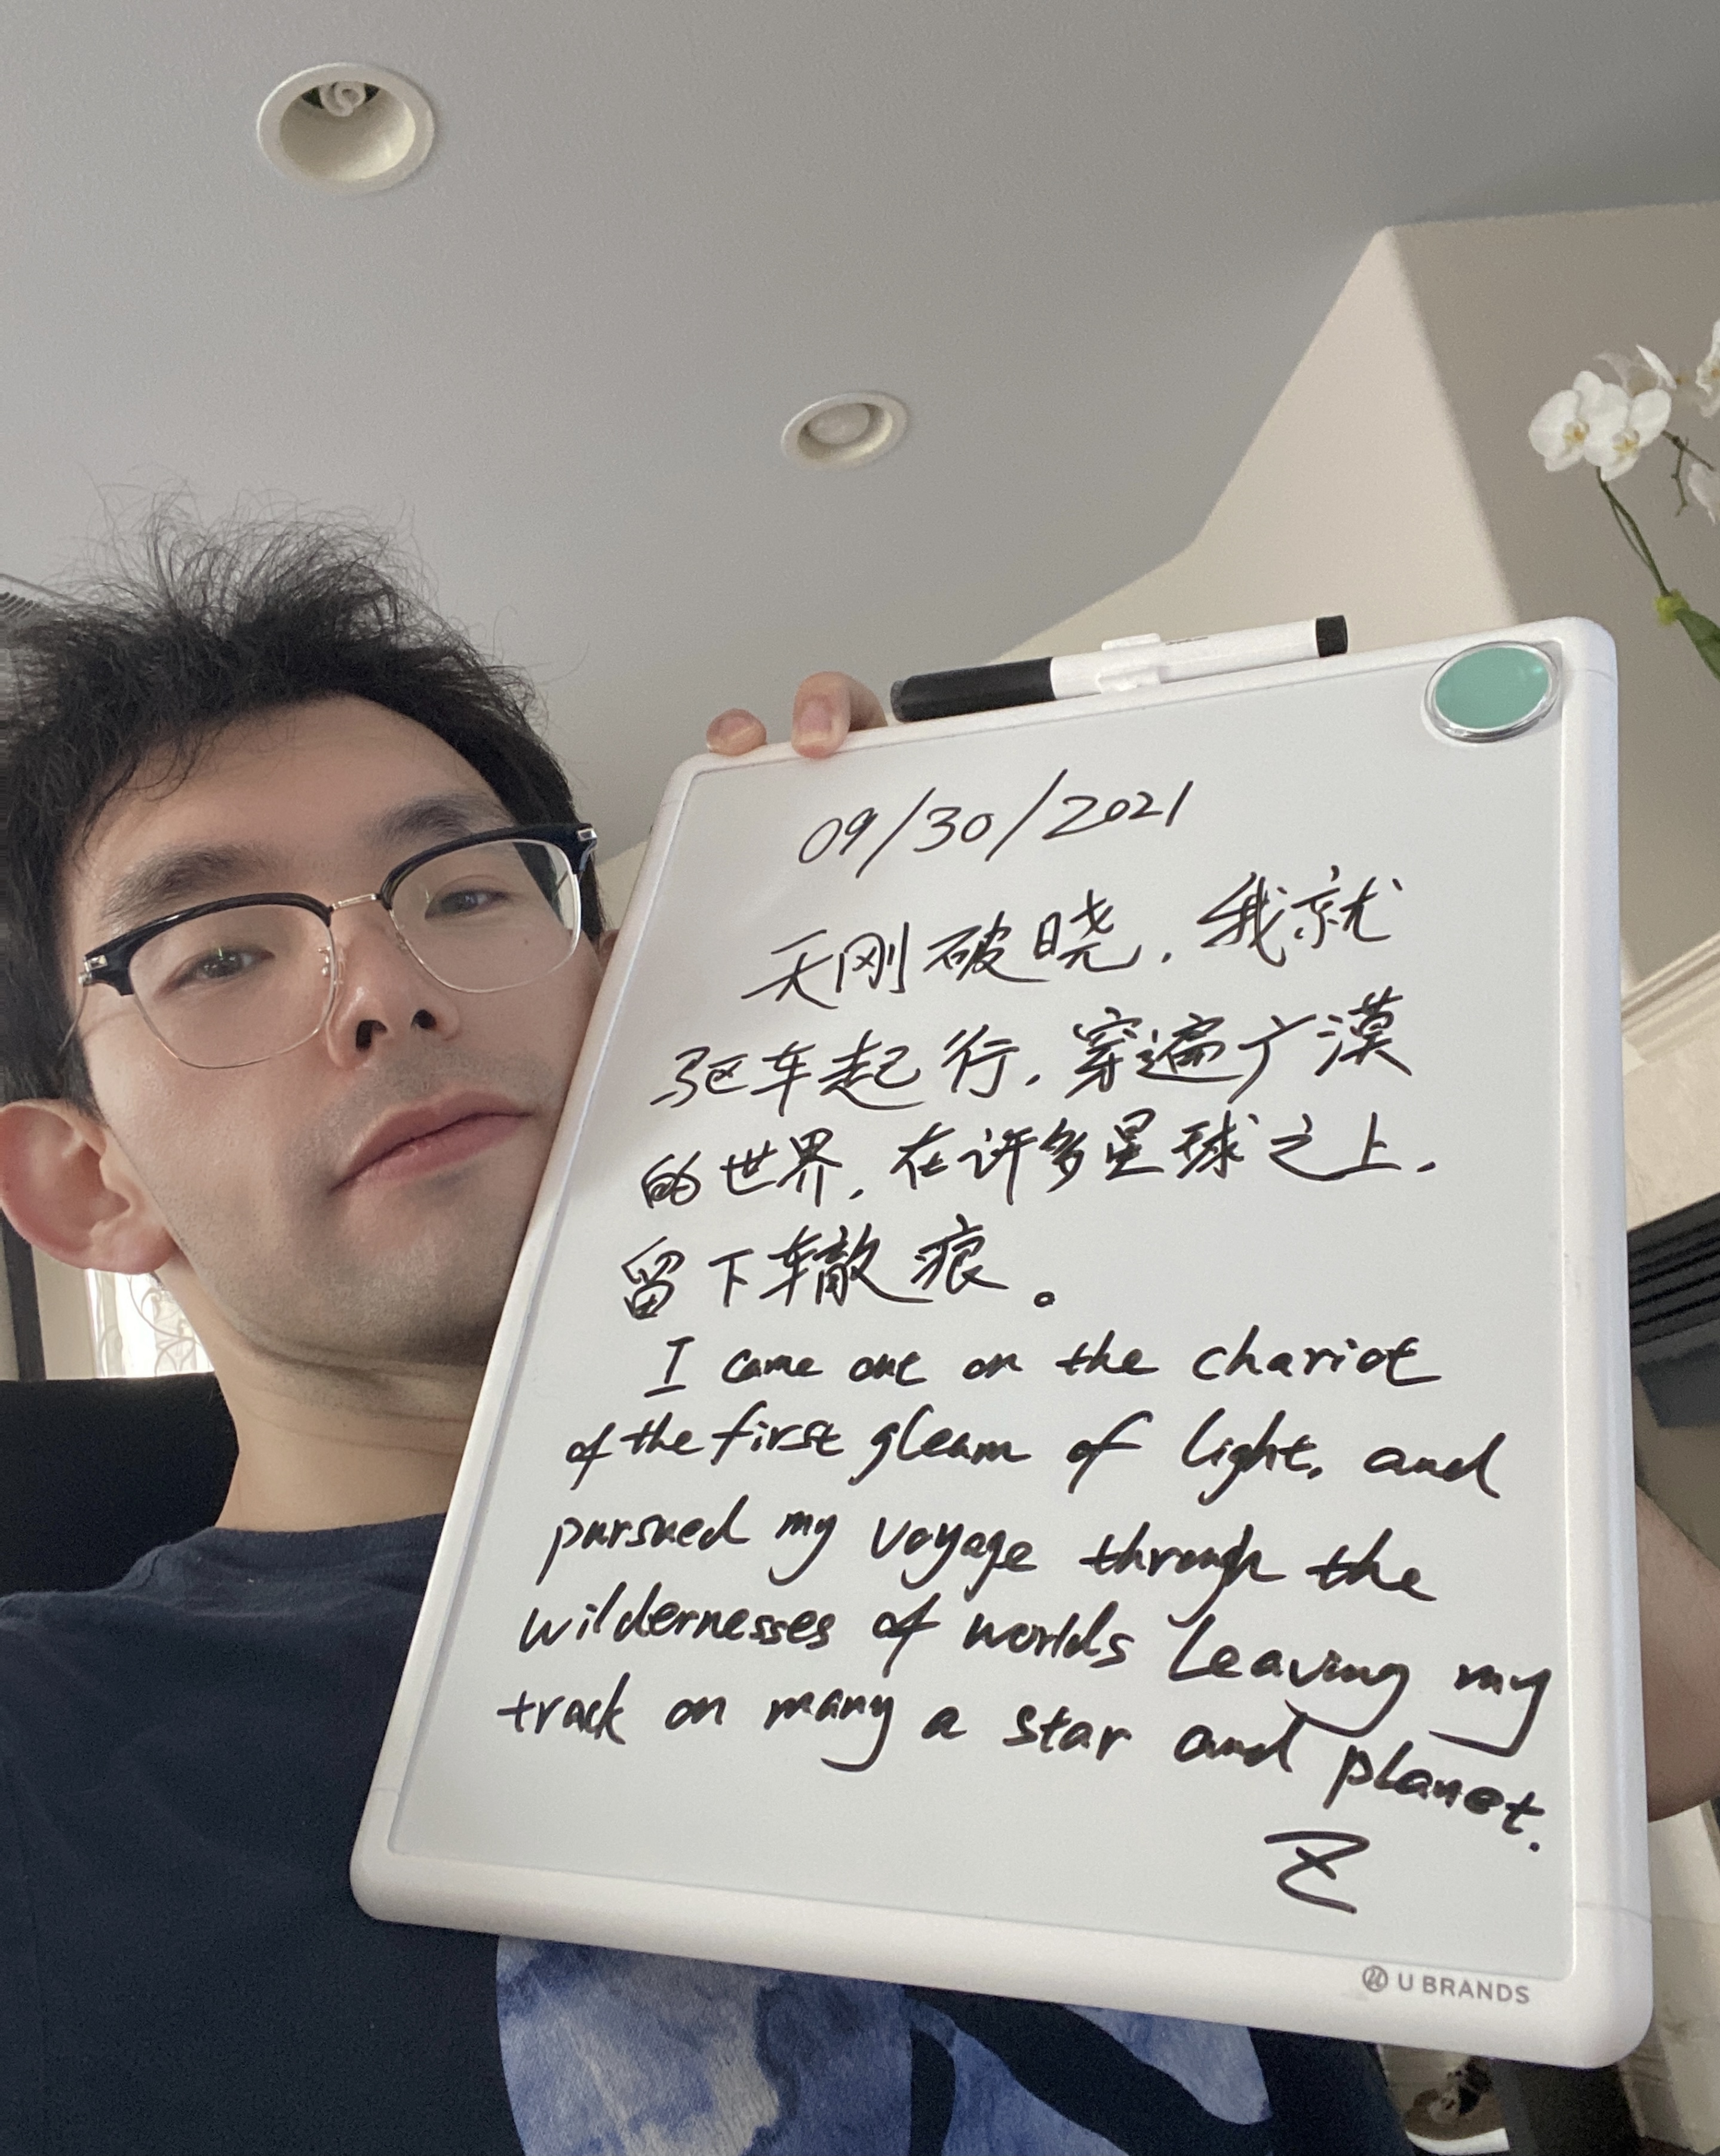 09/30/2021
天刚破晓，我就
驱车起行，穿遍广漠
的世界，在许多星球之上，
留下车辙痕。
I came out on the chariot
of the first gleam of light, and
pursued my voyage through the
wildernesses of worlds leaving my
track on many a star and planet.
Z
U BRANDS